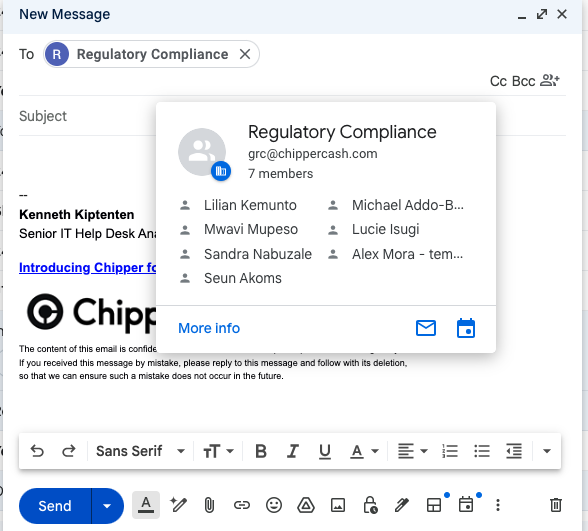 New Message
To R Regulatory Compliance
Cc Bcc
Subject
Regulatory Compliance
grc@chippercash.com
7 members
Lilian Kemunto Michael Addo-B...
Mwavi Mupeso Lucie Isugi
Sandra Nabuzale Alex Mora - tem...
Seun Akoms
More info
--
Kenneth Kiptenten
Senior IT Help Desk Ana
Introducing Chipper fo
Chipp
The content of this email is confide
If you received this message by mistake, please reply to this message and follow with its deletion,
so that we can ensure such a mistake does not occur in the future.
Sans Serif TT B I U A
Send A